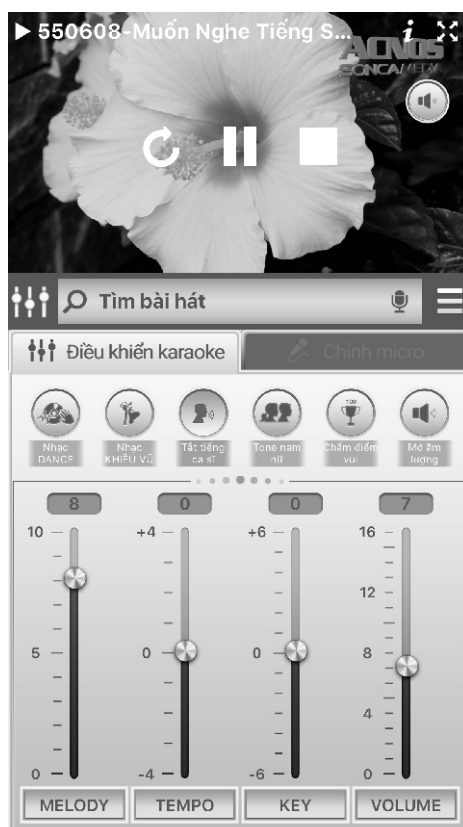 ▶ 550608-Muốn Nghe Tiếng S... i
ACNOS
SONCAMEDIA
Tìm bài hát
Điều khiển karaoke
Chỉnh micro
100
Nhạc
DANCE
Nhạc
KHIÊU VŨ
Tắt tiếng
ca sĩ
Tone nam
nữ
Chấm điểm
vui
Mở âm
lượng
8 0 0 7
10 +4 +6 16
12
5 0 0 8
4
0 -4 -6 0
MELODY TEMPO KEY VOLUME